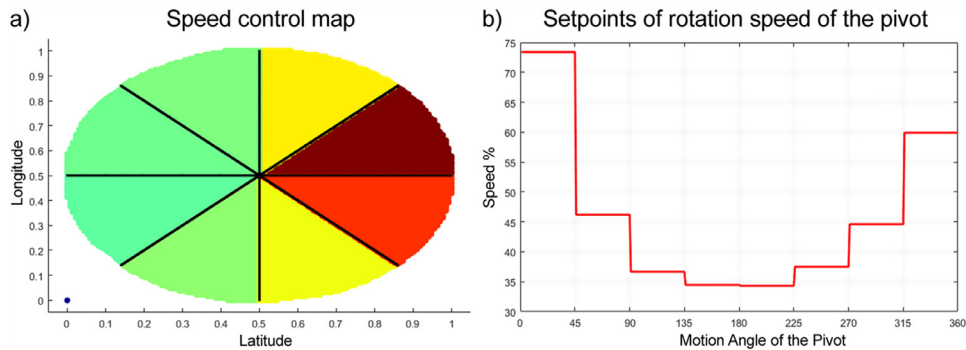 a) Speed control map
1
0.9
0.8
0.7
0.6
0.5
0.4
0.3
0.2
0.1
0
Longitude
0 0.1 0.2 0.3 0.4 0.5 0.6 0.7 0.8 0.9 1
Latitude
b) Setpoints of rotation speed of the pivot
75
70
65
60
55
50
45
40
35
30
Speed %
0 45 90 135 180 225 270 315 360
Motion Angle of the Pivot